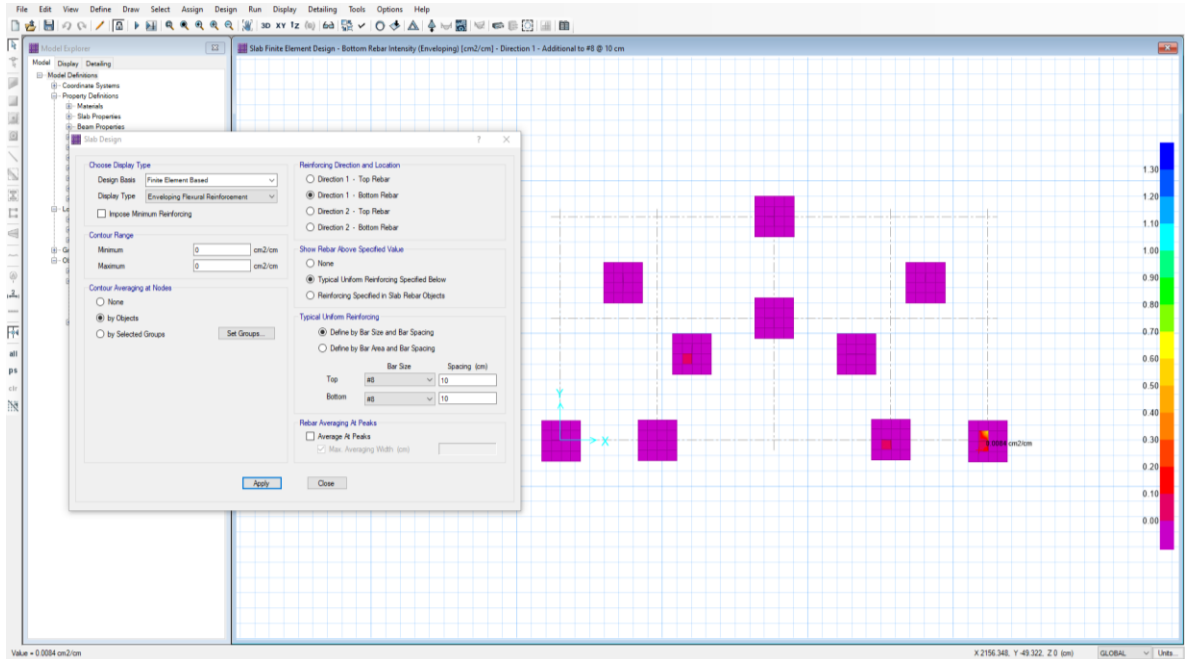 File Edit View Define Draw Select Assign Design Run Display Detailing Tools Options Help
3D XY
Model Explorer
Slab Finite Element Design - Bottom Rebar Intensity (Enveloping) [cm2/cm] - Direction 1 - Additional to #8 @ 10 cm
Model Display Detailing
Model Definitions
Coordinate Systems
Property Definitions
Materials
Slab Properties
Beam Properties
Slab Design ?
Choose Display Type
Design Basis Finite Element Based
Display Type Enveloping Flexural Reinforcement
Impose Minimum Reinforcing
Contour Range
Minimum 0 cm2/cm
Maximum 0 cm2/cm
Contour Averaging at Nodes
None
by Objects
by Selected Groups Set Groups...
Reinforcing Direction and Location
Direction 1 - Top Rebar
Direction 1 - Bottom Rebar
Direction 2 - Top Rebar
Direction 2 - Bottom Rebar
Show Rebar Above Specified Value
None
Typical Uniform Reinforcing Specified Below
Reinforcing Specified in Slab Rebar Objects
Typical Uniform Reinforcing
Define by Bar Size and Bar Spacing
Define by Bar Area and Bar Spacing
Bar Size Spacing (cm)
Top #8 10
Bottom #8 10
Rebar Averaging At Peaks
Average At Peaks
Max. Averaging Width (cm)
Apply Close
all
ps
clr
Y
X
0.0084 cm2/cm
1.30
1.20
1.10
1.00
0.90
0.80
0.70
0.60
0.50
0.40
0.30
0.20
0.10
0.00
Value = 0.0084 cm2/cm
X 2156.348, Y -49.322, Z 0 (cm) GLOBAL Units...